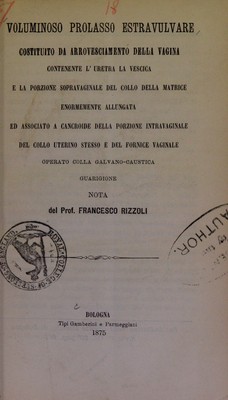 VOLUMINOSO PROLASSO ESTRAVULVARE
COSTITUITO DA ARROVESCIAMENTO DELLA VAGINA
CONTENENTE L' URETRA LA VESCICA
E LA PORZIONE SOPRAVAGINALE DEL COLLO DELLA MATRICE
ENORMEMENTE ALLUNGATA
ED ASSOCIATO A CANCROIDE DELLA PORZIONE INTRAVAGINALE
DEL COLLO UTERINO STESSO E DEL FORNICE VAGINALE
OPERATO COLLA GALVANO-CAUSTICA
GUARIGIONE
NOTA
del Prof. FRANCESCO RIZZOLI
AUTHOR.
BOLOGNA
Tipi Gamberini e Parmeggiani
1875